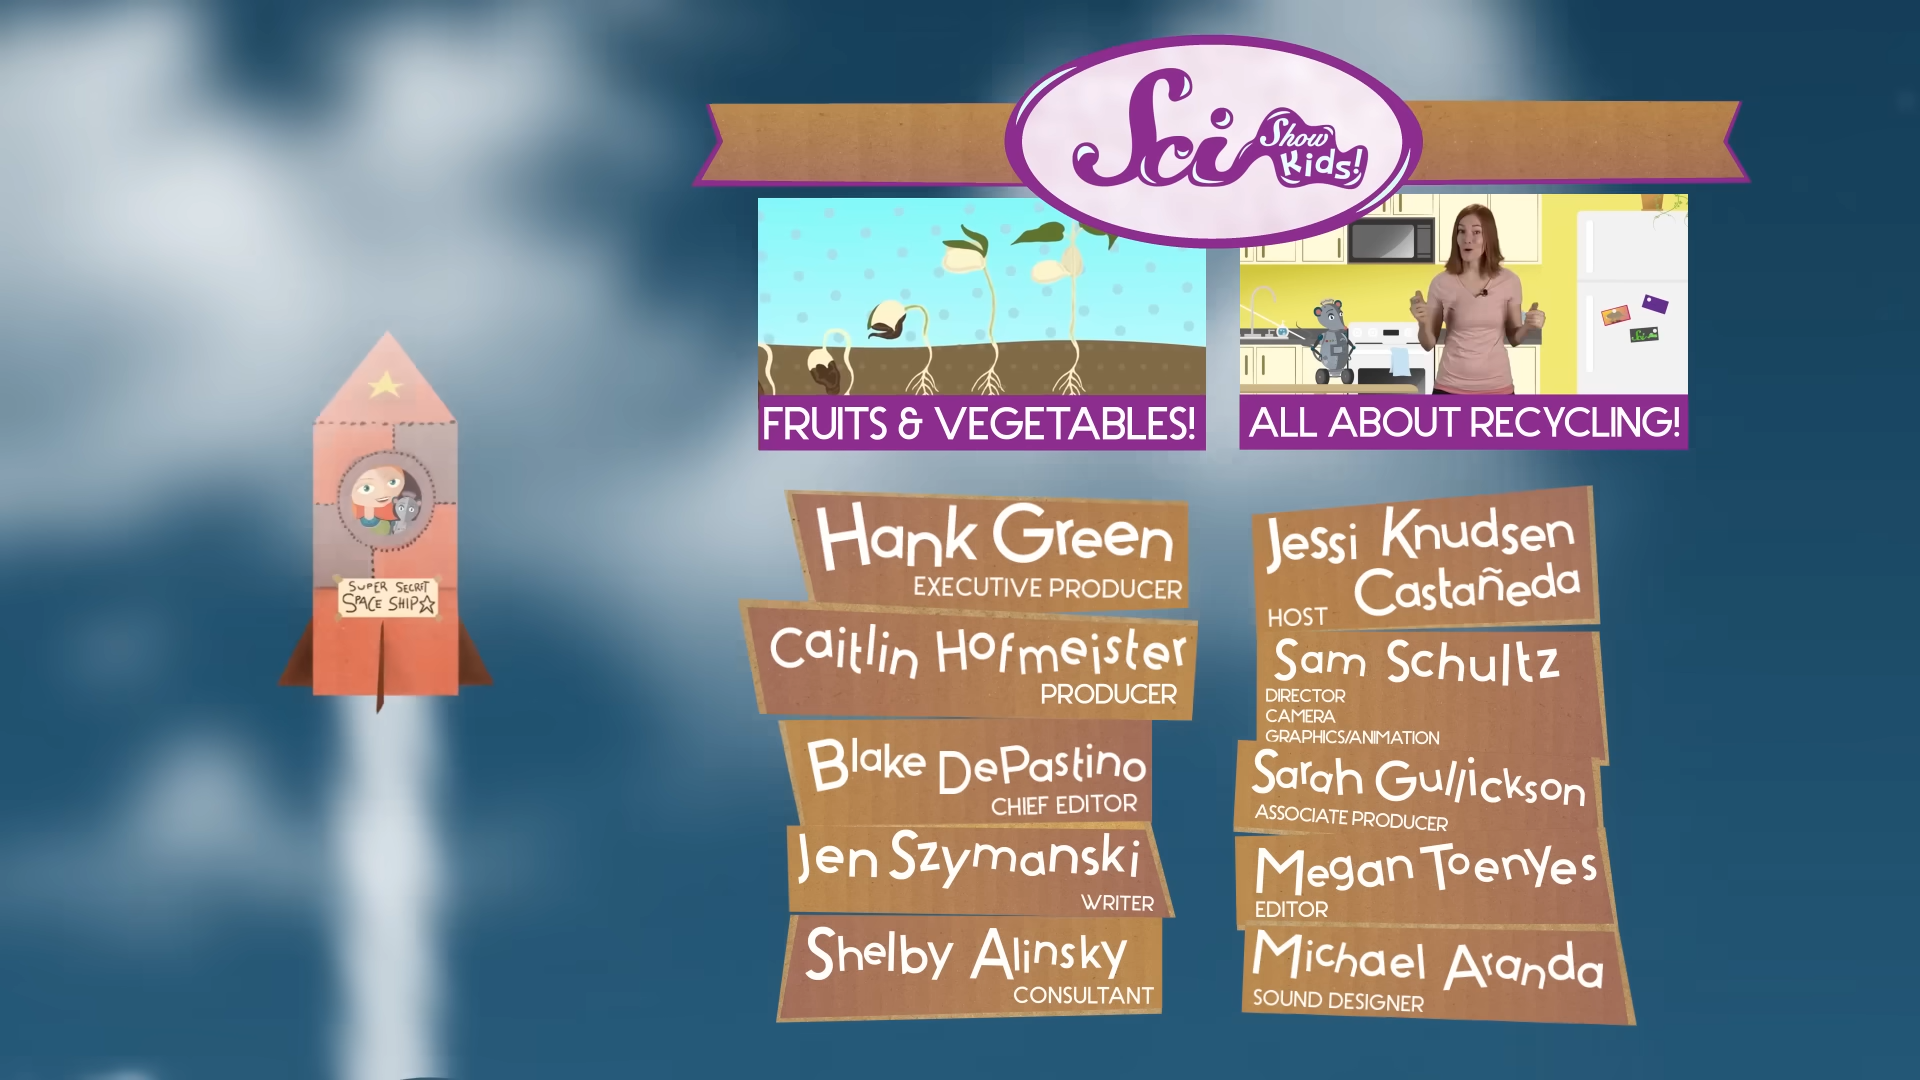 Sci Show Kids!
FRUITS & VEGETABLES!
ALL ABOUT RECYCLING!
SUPER SECRET
SPACE SHIP
Hank Green
EXECUTIVE PRODUCER
Caitlin Hofmeister
PRODUCER
Blake DePastino
CHIEF EDITOR
Jen Szymanski
WRITER
Shelby Alinsky
CONSULTANT
Jessi Knudsen
Castañeda
HOST
Sam Schultz
DIRECTOR
CAMERA
GRAPHICS/ANIMATION
Sarah Gullickson
ASSOCIATE PRODUCER
Megan Toenyes
EDITOR
Michael Aranda
SOUND DESIGNER